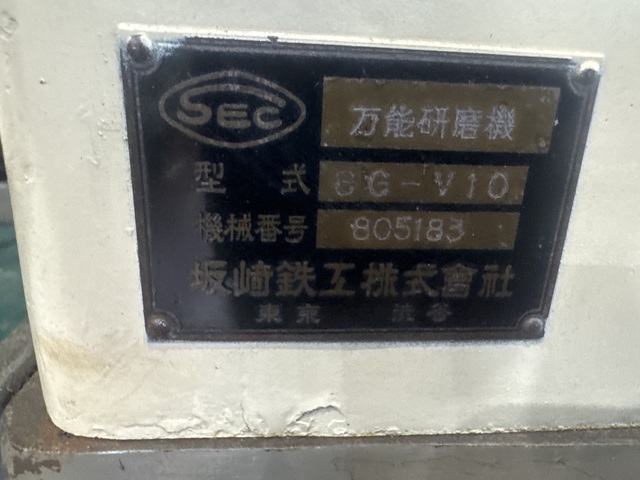 SEC
万能研磨機
型式 GG-V10
機械番号 805183
坂崎鉄工株式會社
東京 渋谷